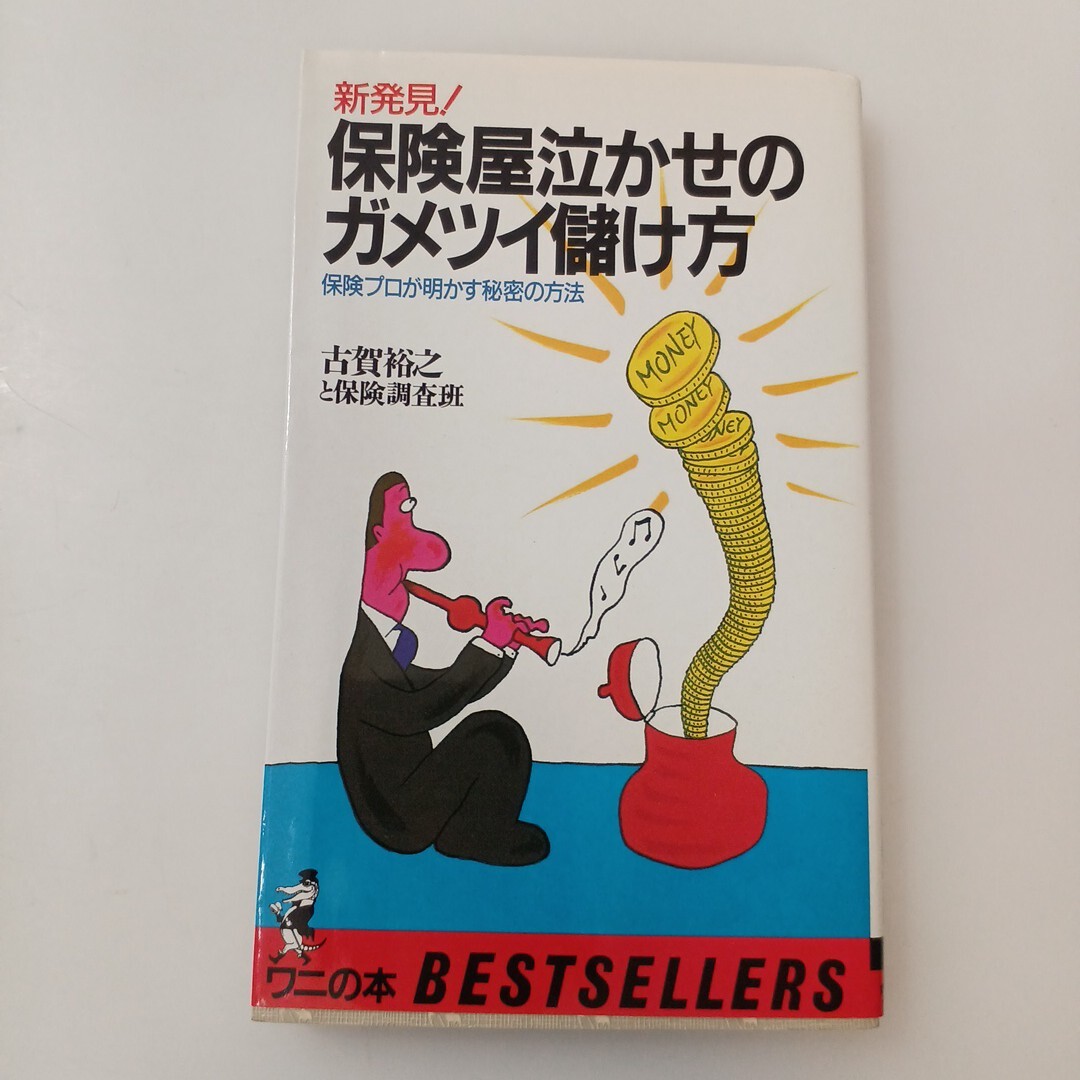 新発見!
保険屋泣かせの
ガメツイ儲け方
保険プロが明かす秘密の方法
古賀裕之
と保険調査班
MONEY
MONEY
ONEY
ワニの本 BESTSELLERS